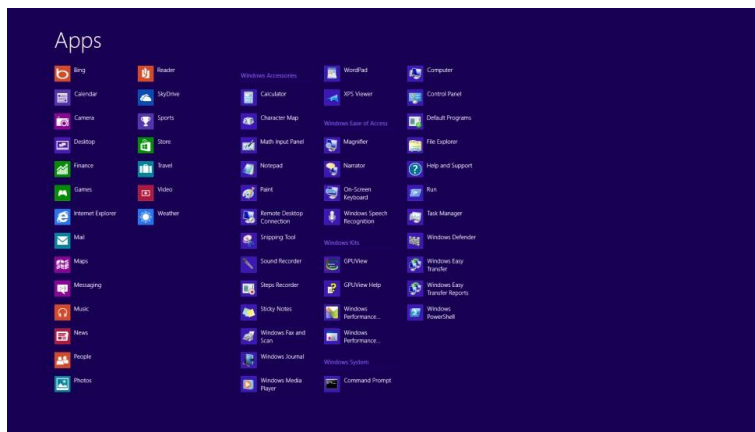 Apps
Bing
Calendar
Camera
Desktop
Finance
Games
Internet Explorer
Mail
Maps
Messaging
Music
News
People
Photos
Reader
SkyDrive
Sports
Store
Travel
Video
Weather
Windows Accessories
Calculator
Character Map
Math Input Panel
Notepad
Paint
Remote Desktop
Connection
Snipping Tool
Sound Recorder
Steps Recorder
Sticky Notes
Windows Fax and
Scan
Windows Journal
Windows Media
Player
WordPad
XPS Viewer
Windows Ease of Access
Magnifier
Narrator
On-Screen
Keyboard
Windows Speech
Recognition
Windows Kits
GPUView
GPUView Help
Windows
Performance...
Windows
Performance...
Windows System
Command Prompt
Computer
Control Panel
Default Programs
File Explorer
Help and Support
Run
Task Manager
Windows Defender
Windows Easy
Transfer
Windows Easy
Transfer Reports
Windows
PowerShell